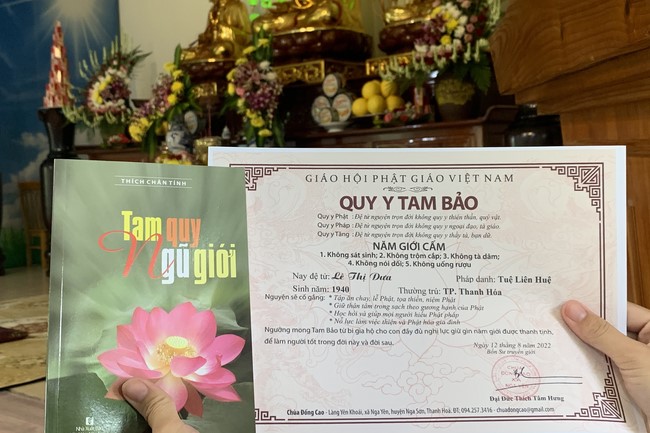 THÍCH CHÂN TÍNH
Tam quy
Ngũ giới
GIÁO HỘI PHẬT GIÁO VIỆT NAM
QUY Y TAM BẢO
Quy y Phật: Đệ tử nguyện trọn đời không quy y thiên thần, quỷ vật.
Quy y Pháp: Đệ tử nguyện trọn đời không quy y ngoại đạo, tà giáo.
Quy y Tăng: Đệ tử nguyện trọn đời không quy y thầy tà, bạn dữ.
NĂM GIỚI CẤM
1. Không sát sinh; 2. Không trộm cắp; 3. Không tà dâm;
4. Không nói dối; 5. Không uống rượu
Nay đệ tử: Lê Thị Dưa Pháp danh: Tuệ Liên Huệ
Sinh năm: 1940 Thường trú: TP. Thanh Hóa
Nguyện sẽ cố gắng: * Tập ăn chay, lễ Phật, tọa thiền, niệm Phật
* Giữ thân tâm trong sạch theo gương hạnh của Phật
* Học hỏi và giúp mọi người hiểu Phật pháp
* Nỗ lực làm việc thiện và Phật hóa gia đình
Ngưỡng mong Tam Bảo từ bi gia hộ cho con đầy đủ nghị lực giữ gìn năm giới được thanh tịnh,
để làm người tốt trong đời này và đời sau.
Ngày 12 tháng 8 năm 2022
Bổn Sư truyền giới
Đại Đức Thích Tâm Hưng
Chùa Đồng Cao - Làng Yên Khoái, xã Nga Yên, huyện Nga Sơn, Thanh Hoá. ĐT: 094.257.3416 - chuadongcao@gmail.com